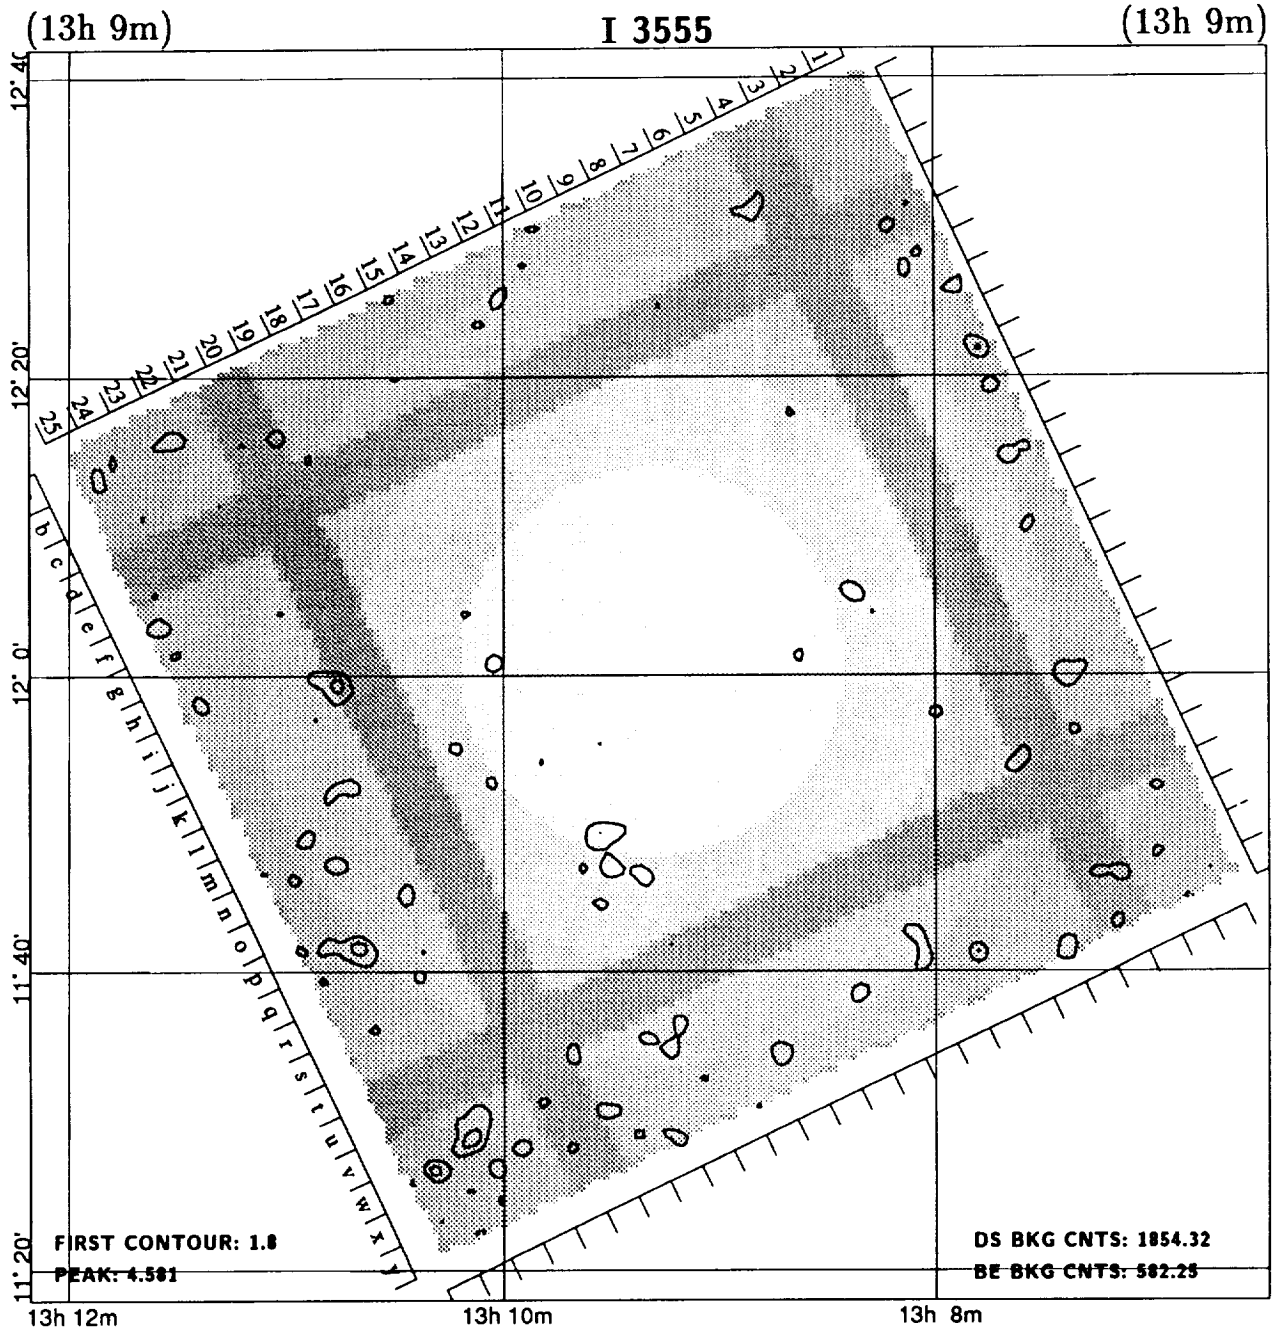 (13h 9m) I 3555 (13h 9m)
12° 40'
12° 20'
12° 0'
11° 40'
11° 20'
1 2 3 4 5 6 7 8 9 10 11 12 13 14 15 16 17 18 19 20 21 22 23 24 25
b c d e f g h i j k l m n o p q r s t u v w x y
FIRST CONTOUR: 1.8
PEAK: 4.581
DS BKG CNTS: 1854.32
BE BKG CNTS: 582.25
13h 12m 13h 10m 13h 8m